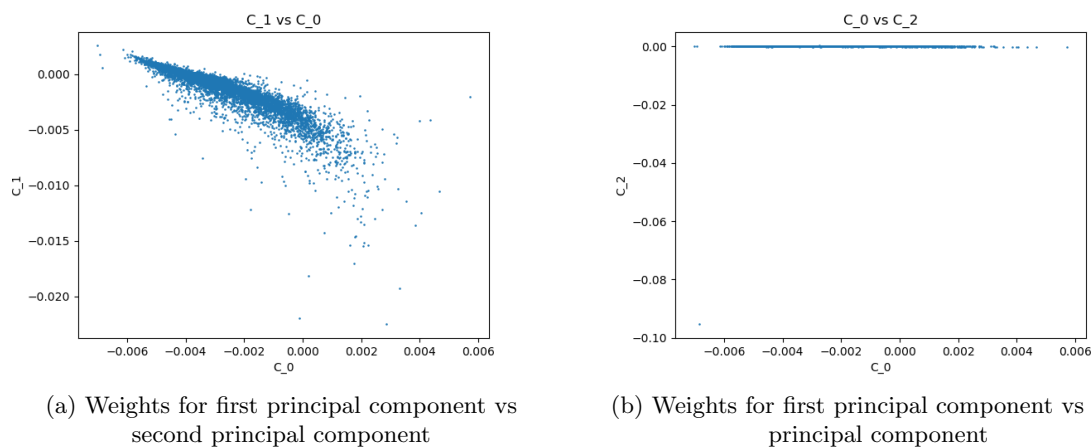 C_1 vs C_0
0.000
−0.005
−0.010
−0.015
−0.020
C_1
−0.006 −0.004 −0.002 0.000 0.002 0.004 0.006
C_0
(a) Weights for first principal component vs
second principal component
C_0 vs C_2
0.00
−0.02
−0.04
−0.06
−0.08
−0.10
C_2
−0.006 −0.004 −0.002 0.000 0.002 0.004 0.006
C_0
(b) Weights for first principal component vs
principal component